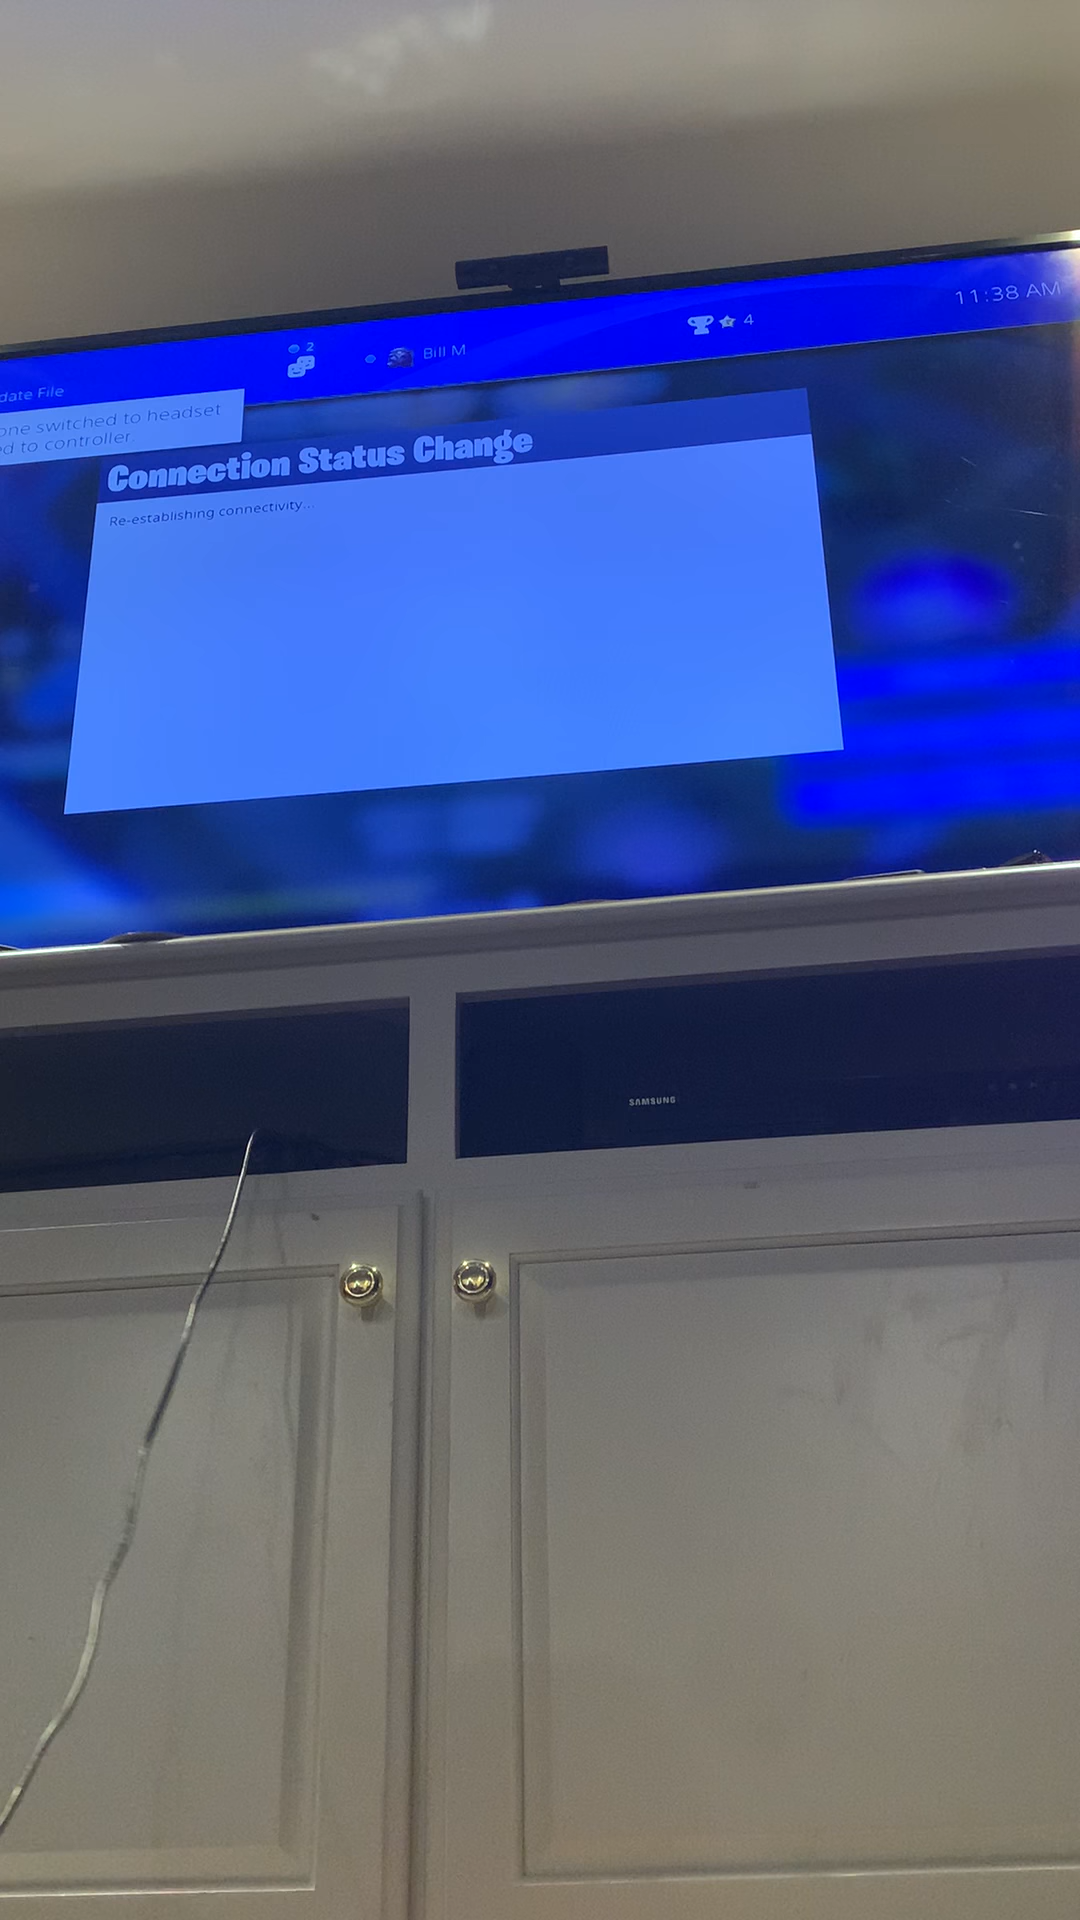 11:38 AM
2
Bill M
4
date File
one switched to headset
ed to controller.
Connection Status Change
Re-establishing connectivity...
SAMSUNG